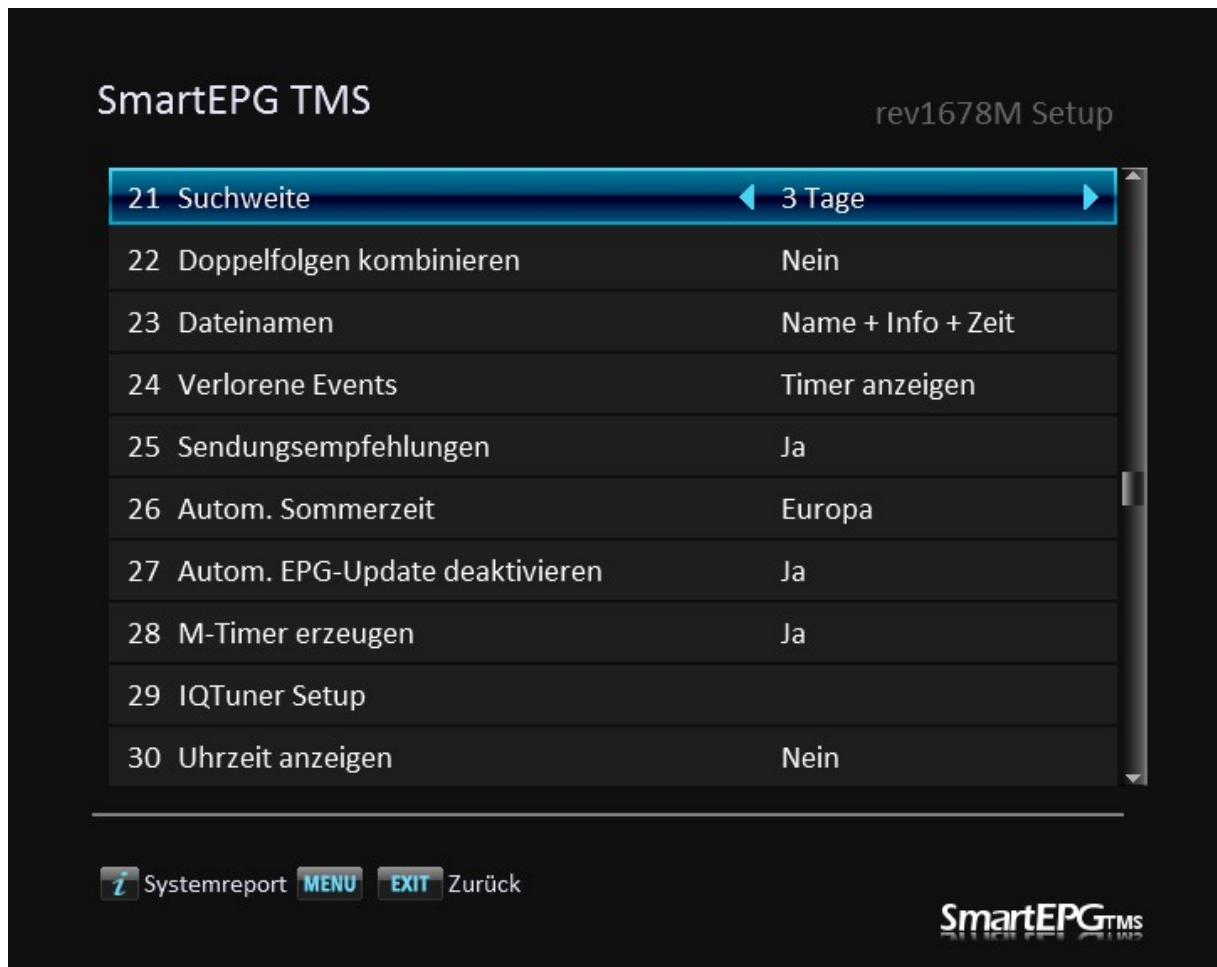 SmartEPG TMS
rev1678M Setup
21 Suchweite 3 Tage
22 Doppelfolgen kombinieren Nein
23 Dateinamen Name + Info + Zeit
24 Verlorene Events Timer anzeigen
25 Sendungsempfehlungen Ja
26 Autom. Sommerzeit Europa
27 Autom. EPG-Update deaktivieren Ja
28 M-Timer erzeugen Ja
29 IQTuner Setup
30 Uhrzeit anzeigen Nein
i Systemreport MENU EXIT Zurück
SmartEPGTMS